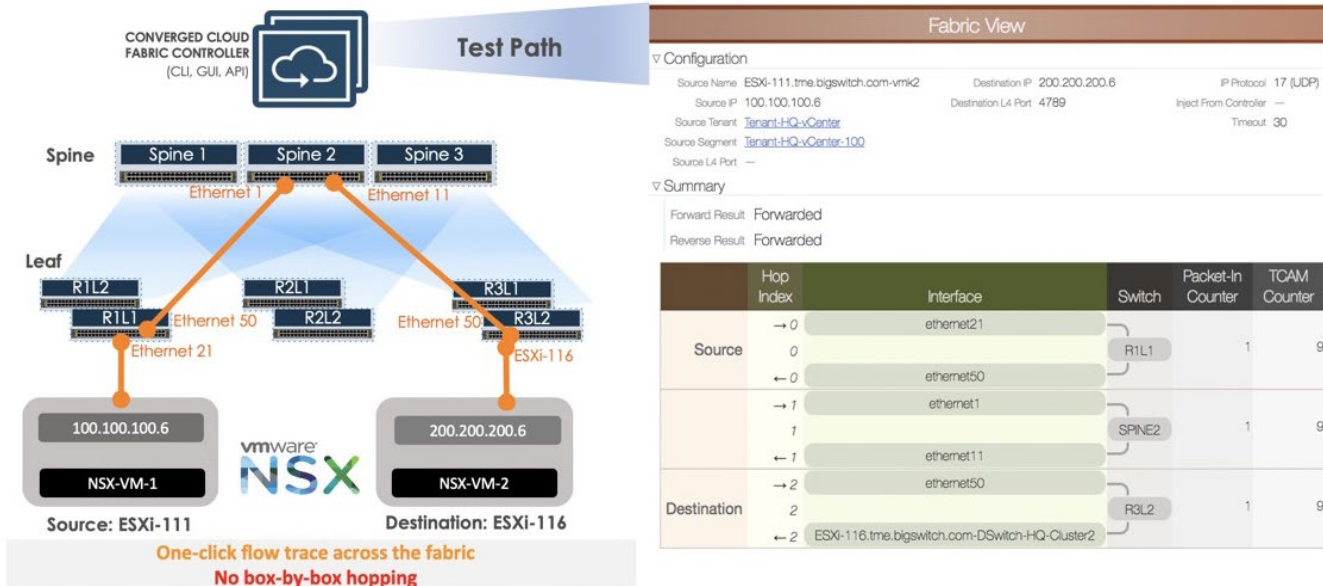 CONVERGED CLOUD
FABRIC CONTROLLER
(CLI, GUI, API)
Test Path
Spine
Spine 1
Spine 2
Spine 3
Ethernet 1
Ethernet 11
Leaf
R1L2
R2L1
R3L1
R1L1
R2L2
R3L2
Ethernet 50
Ethernet 50
Ethernet 21
ESXi-116
100.100.100.6
NSX-VM-1
vmware
NSX
200.200.200.6
NSX-VM-2
Source: ESXi-111
Destination: ESXi-116
One-click flow trace across the fabric
No box-by-box hopping
Fabric View
▽ Configuration
Source Name ESXi-111.tme.bigswitch.com-vmk2 Destination IP 200.200.200.6 IP Protocol 17 (UDP)
Source IP 100.100.100.6 Destination L4 Port 4789 Inject From Controller —
Source Tenant Tenant-HQ-vCenter Timeout 30
Source Segment Tenant-HQ-vCenter-100
Source L4 Port —
▽ Summary
Forward Result Forwarded
Reverse Result Forwarded
Hop Index Interface Switch Packet-In Counter TCAM Counter
→ 0 ethernet21
Source 0 R1L1 1 9
← 0 ethernet50
→ 1 ethernet1
1 SPINE2 1 9
← 1 ethernet11
→ 2 ethernet50
Destination 2 R3L2 1 9
← 2 ESXi-116.tme.bigswitch.com-DSwitch-HQ-Cluster2